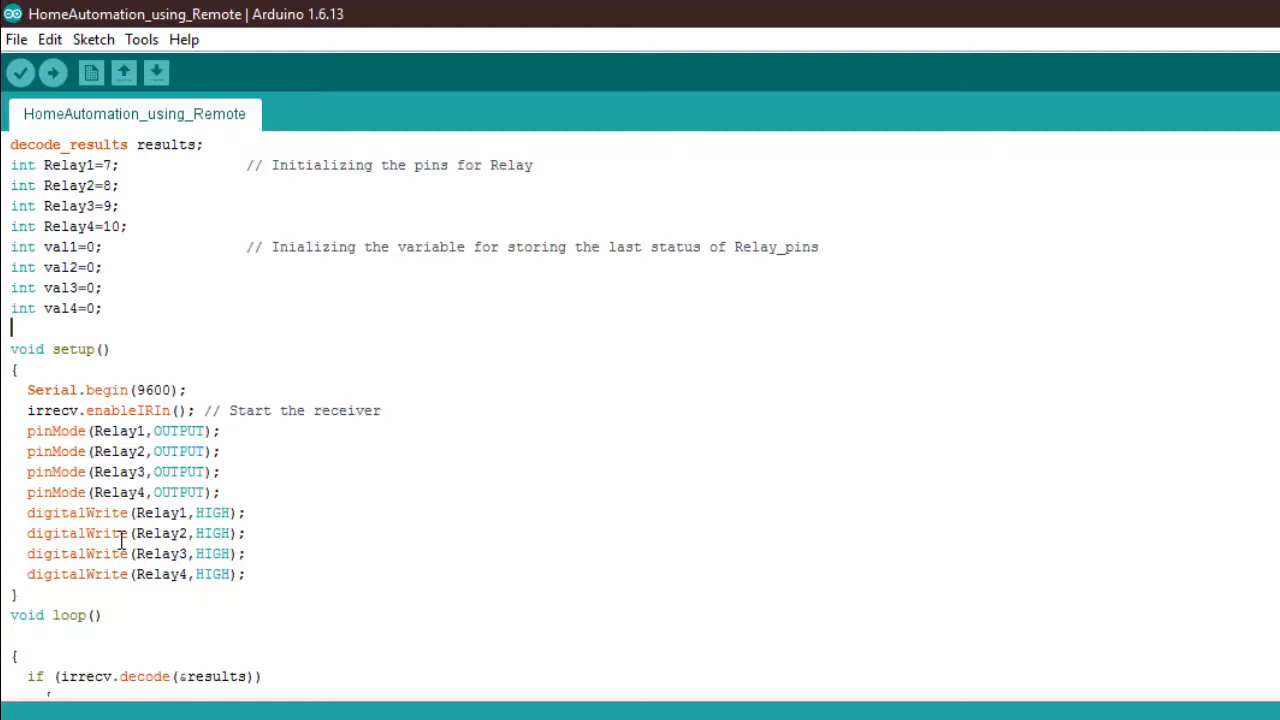 HomeAutomation_using_Remote | Arduino 1.6.13
File Edit Sketch Tools Help
HomeAutomation_using_Remote
decode_results results;
int Relay1=7; // Initializing the pins for Relay
int Relay2=8;
int Relay3=9;
int Relay4=10;
int val1=0; // Inializing the variable for storing the last status of Relay_pins
int val2=0;
int val3=0;
int val4=0;
void setup()
{
Serial.begin(9600);
irrecv.enableIRIn(); // Start the receiver
pinMode(Relay1,OUTPUT);
pinMode(Relay2,OUTPUT);
pinMode(Relay3,OUTPUT);
pinMode(Relay4,OUTPUT);
digitalWrite(Relay1,HIGH);
digitalWrite(Relay2,HIGH);
digitalWrite(Relay3,HIGH);
digitalWrite(Relay4,HIGH);
}
void loop()
{
if (irrecv.decode(&results))
{